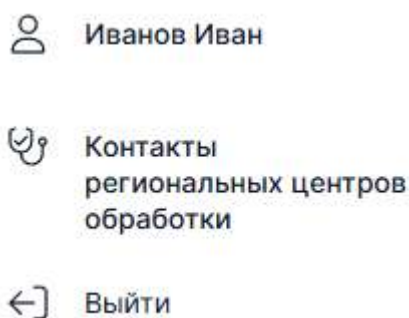 Иванов Иван
Контакты
региональных центров
обработки
Выйти